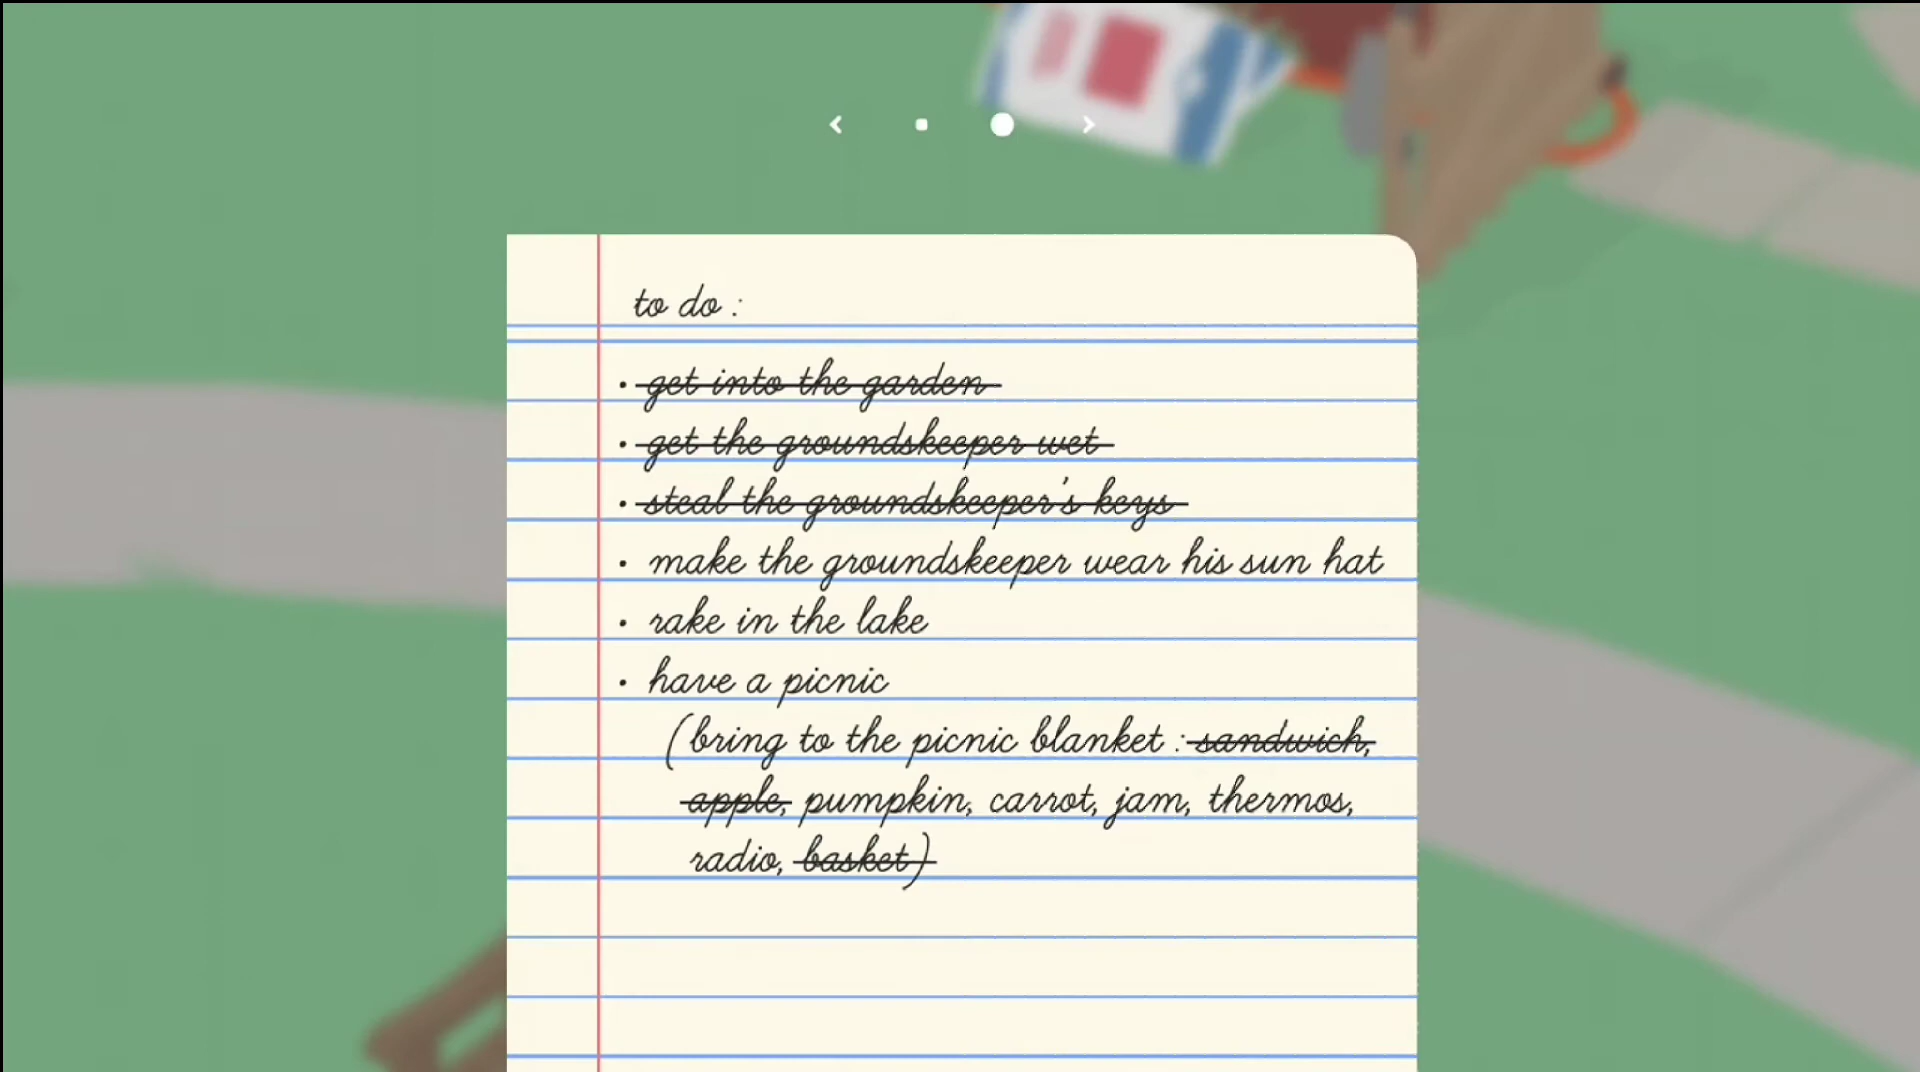 to do :
• get into the garden
• get the groundskeeper wet
• steal the groundskeeper's keys
• make the groundskeeper wear his sun hat
• rake in the lake
• have a picnic
(bring to the picnic blanket : sandwich,
apple, pumpkin, carrot, jam, thermos,
radio, basket)